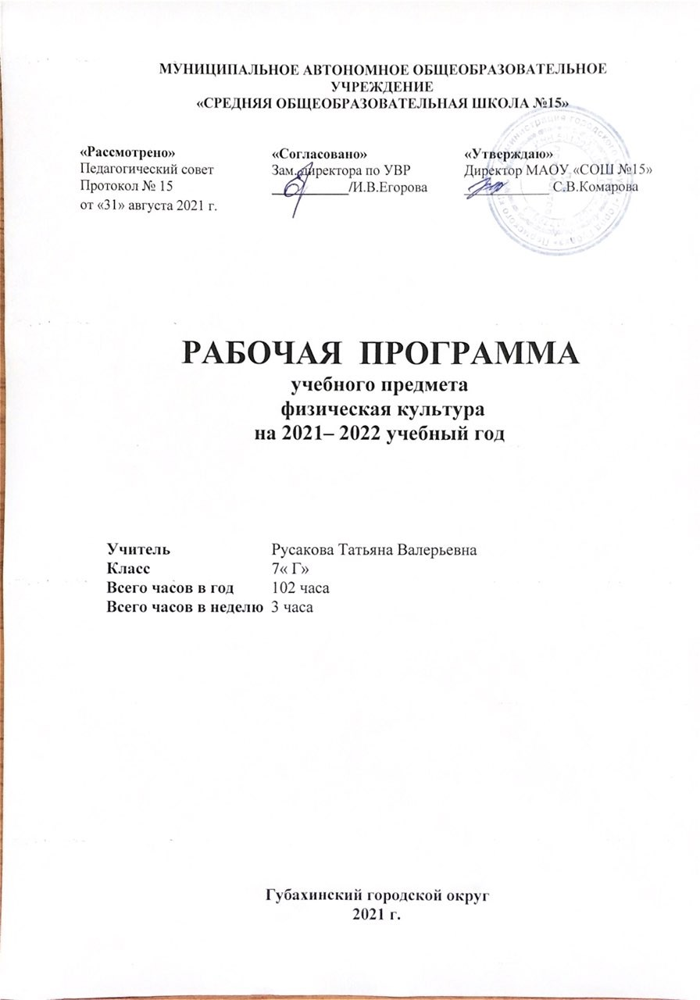 МУНИЦИПАЛЬНОЕ АВТОНОМНОЕ ОБЩЕОБРАЗОВАТЕЛЬНОЕ
УЧРЕЖДЕНИЕ
«СРЕДНЯЯ ОБЩЕОБРАЗОВАТЕЛЬНАЯ ШКОЛА №15»
«Рассмотрено»
Педагогический совет
Протокол № 15
от «31» августа 2021 г.
«Согласовано»
Зам. директора по УВР
___________/И.В.Егорова
«Утверждаю»
Директор МАОУ «СОШ №15»
____________ С.В.Комарова
РАБОЧАЯ ПРОГРАММА
учебного предмета
физическая культура
на 2021– 2022 учебный год
Учитель Русакова Татьяна Валерьевна
Класс 7« Г»
Всего часов в год 102 часа
Всего часов в неделю 3 часа
Губахинский городской округ
2021 г.